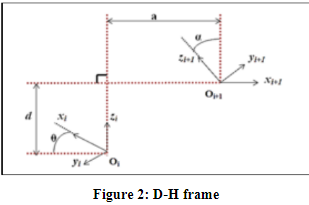 a
α
z_{i+1}
y_{i+1}
x_{i+1}
O_{i+1}
d
x_i
z_i
θ
y_i
O_i
Figure 2: D-H frame